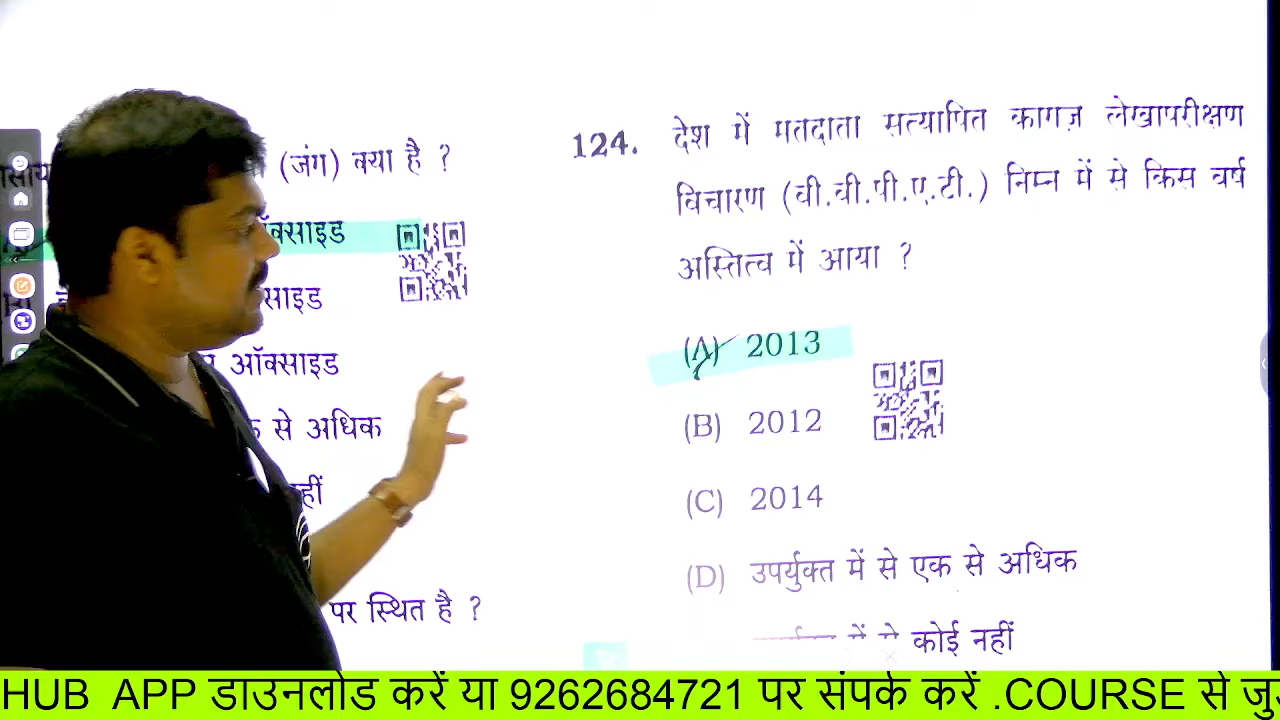 (जंग) क्या है ?
ऑक्साइड
साइड
ऑक्साइड
से अधिक
नहीं
पर स्थित है ?
124. देश में मतदाता सत्यापित कागज़ लेखापरीक्षण
विचारण (वी.वी.पी.ए.टी.) निम्न में से किस वर्ष
अस्तित्व में आया ?
(A) 2013
(B) 2012
(C) 2014
(D) उपर्युक्त में से एक से अधिक
कोई नहीं
HUB APP डाउनलोड करें या 9262684721 पर संपर्क करें .COURSE से